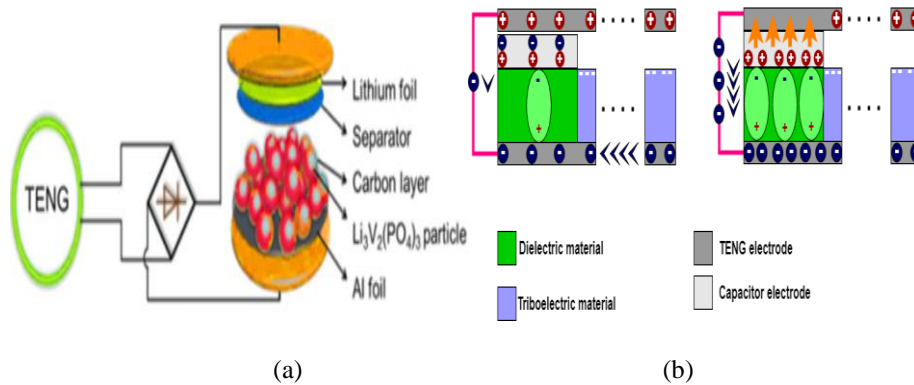 TENG
Lithium foil
Separator
Carbon layer
Li₃V₂(PO₄)₃ particle
Al foil
Dielectric material
TENG electrode
Triboelectric material
Capacitor electrode
(a)
(b)